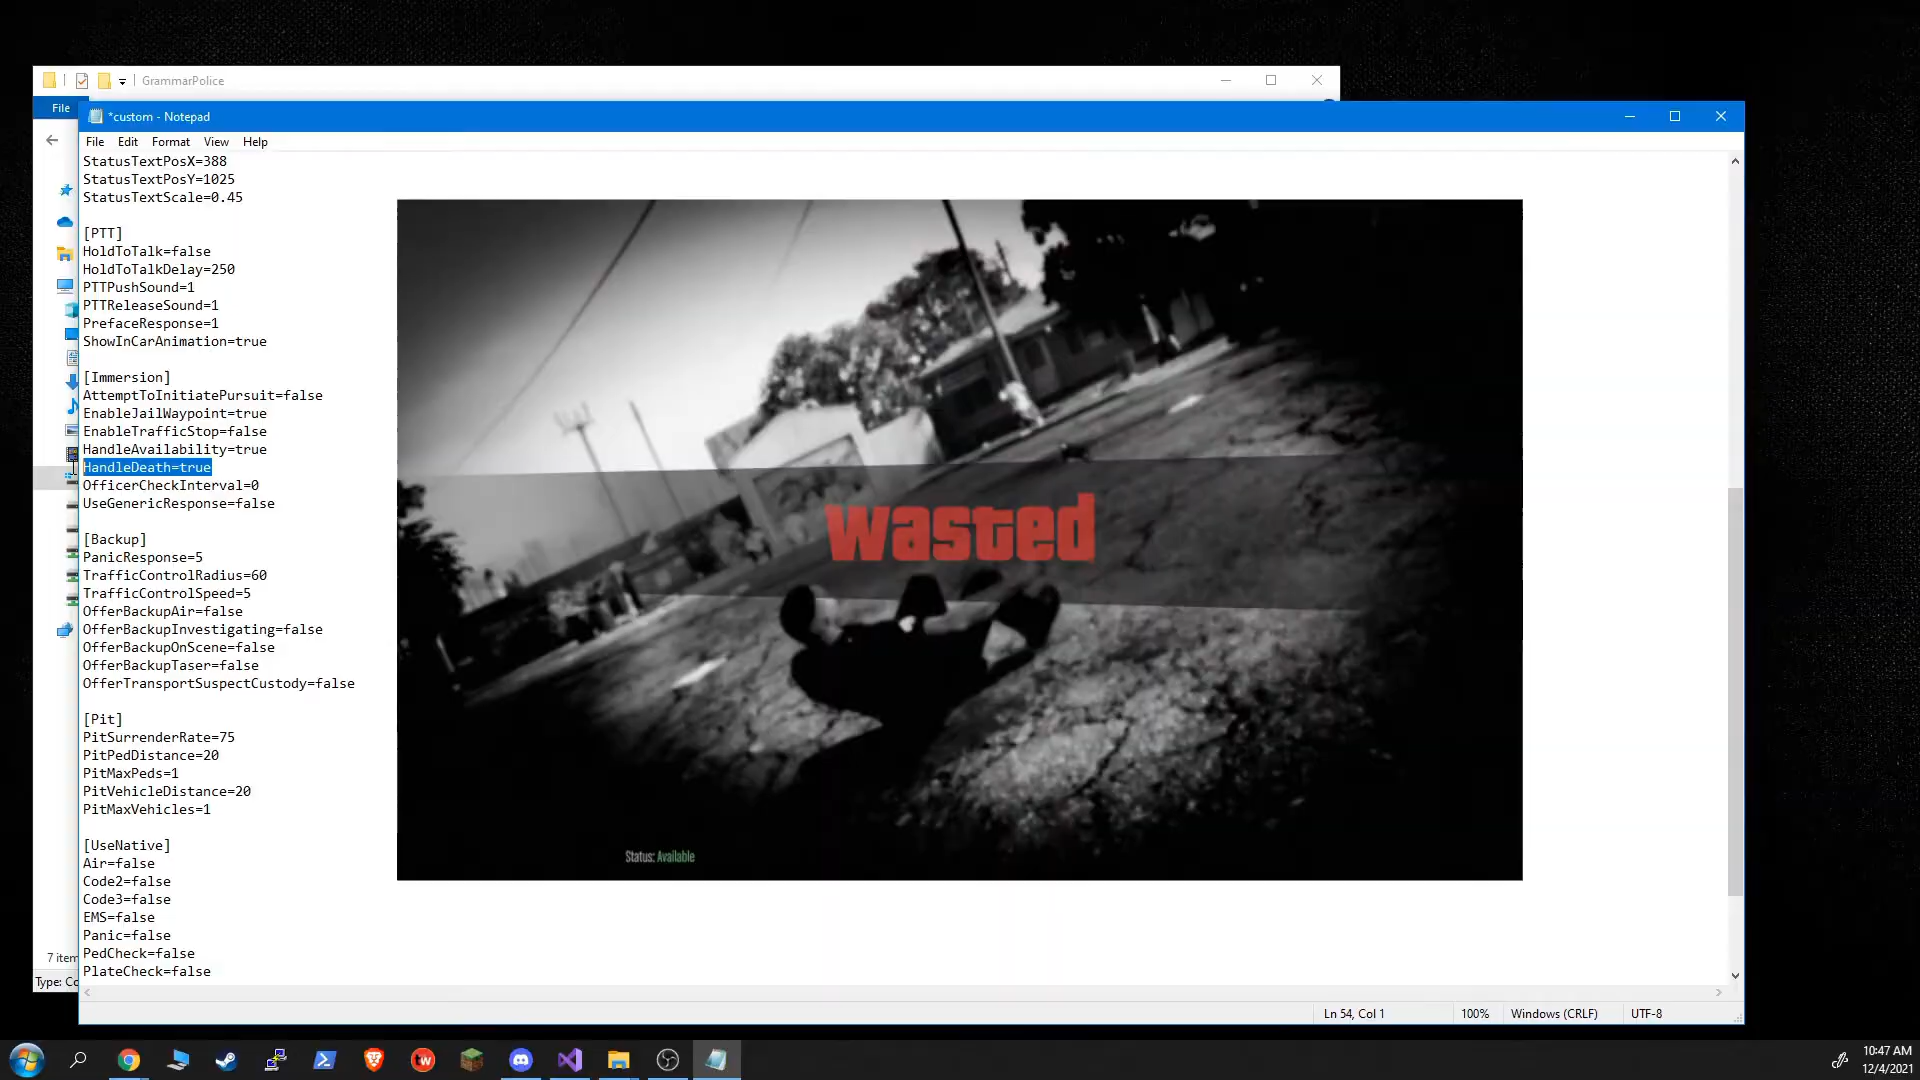 GrammarPolice
File
*custom - Notepad
File Edit Format View Help
StatusTextPosX=388
StatusTextPosY=1025
StatusTextScale=0.45
[PTT]
HoldToTalk=false
HoldToTalkDelay=250
PTTPushSound=1
PTTReleaseSound=1
PrefaceResponse=1
ShowInCarAnimation=true
[Immersion]
AttemptToInitiatePursuit=false
EnableJailWaypoint=true
EnableTrafficStop=false
HandleAvailability=true
HandleDeath=true
OfficerCheckInterval=0
UseGenericResponse=false
[Backup]
PanicResponse=5
TrafficControlRadius=60
TrafficControlSpeed=5
OfferBackupAir=false
OfferBackupInvestigating=false
OfferBackupOnScene=false
OfferBackupTaser=false
OfferTransportSuspectCustody=false
[Pit]
PitSurrenderRate=75
PitPedDistance=20
PitMaxPeds=1
PitVehicleDistance=20
PitMaxVehicles=1
[UseNative]
Air=false
Code2=false
Code3=false
EMS=false
Panic=false
PedCheck=false
PlateCheck=false
wasted
Status: Available
7 item
Type: Co
Ln 54, Col 1 100% Windows (CRLF) UTF-8
10:47 AM
12/4/2021